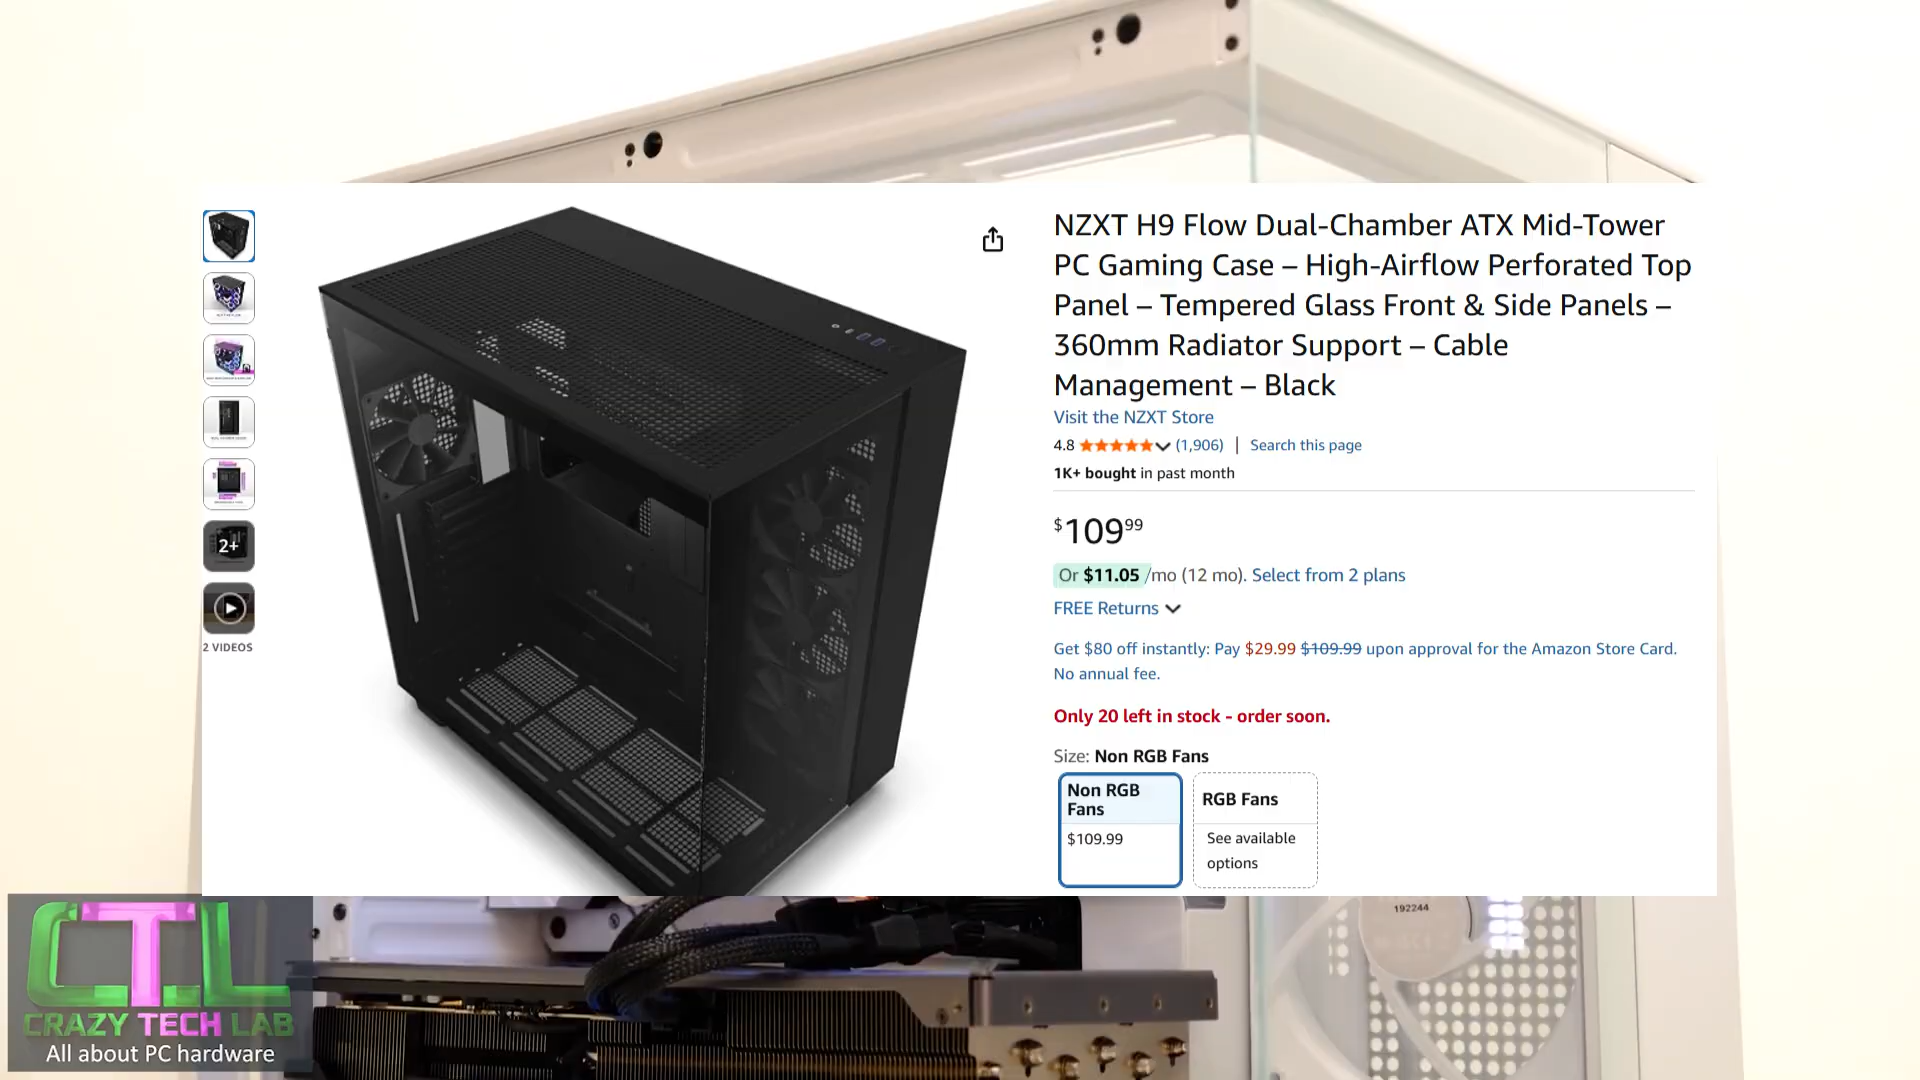 NZXT H9 Flow Dual-Chamber ATX Mid-Tower
PC Gaming Case – High-Airflow Perforated Top
Panel – Tempered Glass Front & Side Panels –
360mm Radiator Support – Cable
Management – Black
Visit the NZXT Store
4.8 (1,906) | Search this page
1K+ bought in past month
$109.99
Or $11.05 /mo (12 mo). Select from 2 plans
FREE Returns
Get $80 off instantly: Pay $29.99 $109.99 upon approval for the Amazon Store Card.
No annual fee.
Only 20 left in stock - order soon.
Size: Non RGB Fans
Non RGB
Fans
$109.99
RGB Fans
See available
options
2+
2 VIDEOS
192244
CTL
CRAZY TECH LAB
All about PC hardware